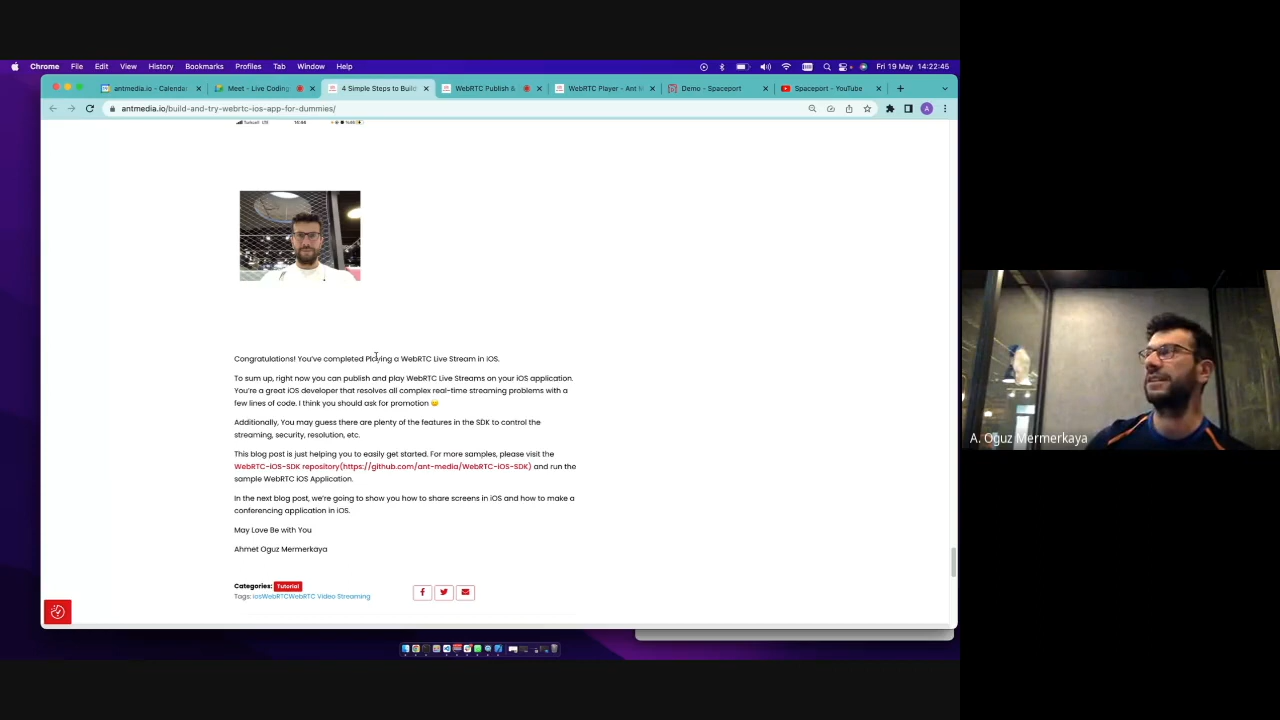 Chrome File Edit View History Bookmarks Profiles Tab Window Help Fri 19 May 14:22:45
antmedia.io - Calendar Meet - Live Coding 4 Simple Steps to Build WebRTC Publish & WebRTC Player - Ant Demo - Spaceport Spaceport - YouTube
antmedia.io/build-and-try-webrtc-ios-app-for-dummies/
A
Congratulations! You've completed Playing a WebRTC Live Stream in iOS.
To sum up, right now you can publish and play WebRTC Live Streams on your iOS application.
You're a great iOS developer that resolves all complex real-time streaming problems with a
few lines of code. I think you should ask for promotion 😀
Additionally, You may guess there are plenty of the features in the SDK to control the
streaming, security, resolution, etc.
This blog post is just helping you to easily get started. For more samples, please visit the
WebRTC-iOS-SDK repository(https://github.com/ant-media/WebRTC-iOS-SDK) and run the
sample WebRTC iOS Application.
In the next blog post, we're going to show you how to share screens in iOS and how to make a
conferencing application in iOS.
May Love Be with You
Ahmet Oguz Mermerkaya
Categories: Tutorial
Tags: iosWebRTCWebRTC Video Streaming
A. Oguz Mermerkaya